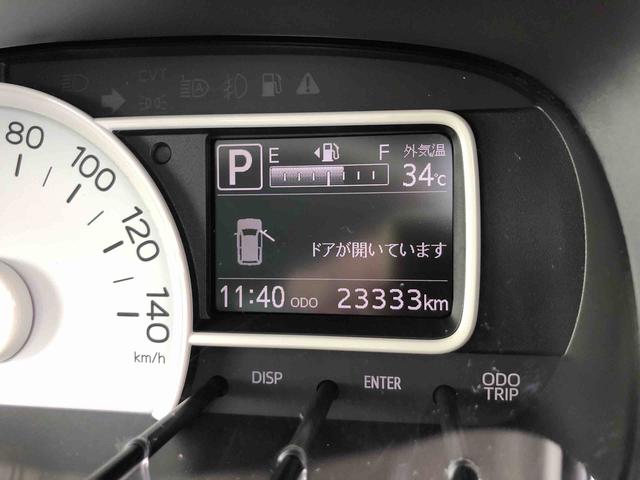 CVT
80
100
120
140
km/h
P
E F
外気温
34℃
ドアが開いています
11:40 ODO 23333km
DISP
ENTER
ODO
TRIP